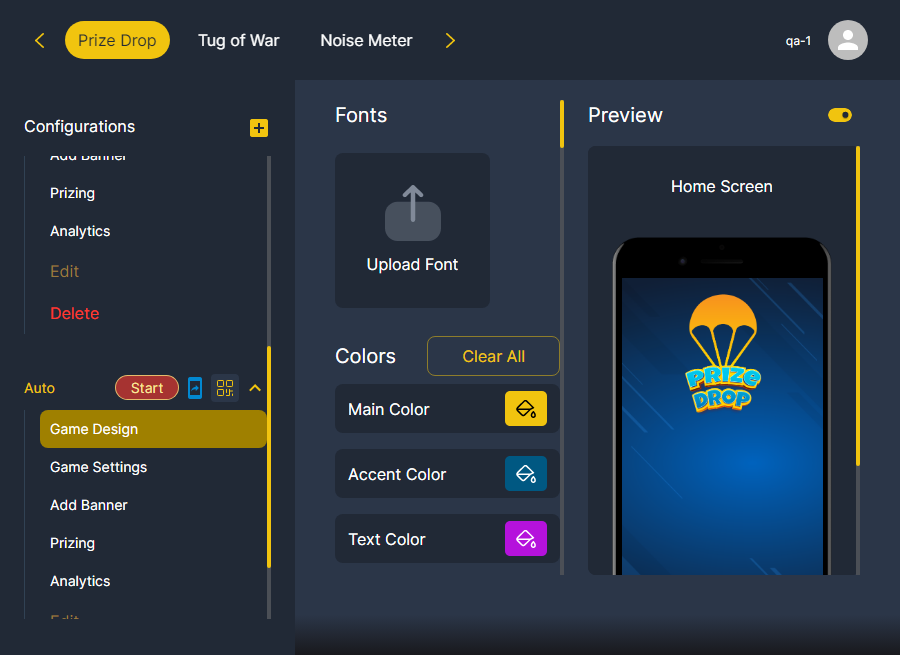 Prize Drop
Tug of War
Noise Meter
qa-1
Configurations
Add Banner
Prizing
Analytics
Edit
Delete
Auto
Start
Game Design
Game Settings
Add Banner
Prizing
Analytics
Edit
Fonts
Upload Font
Colors
Clear All
Main Color
Accent Color
Text Color
Preview
Home Screen
PRIZE
DROP